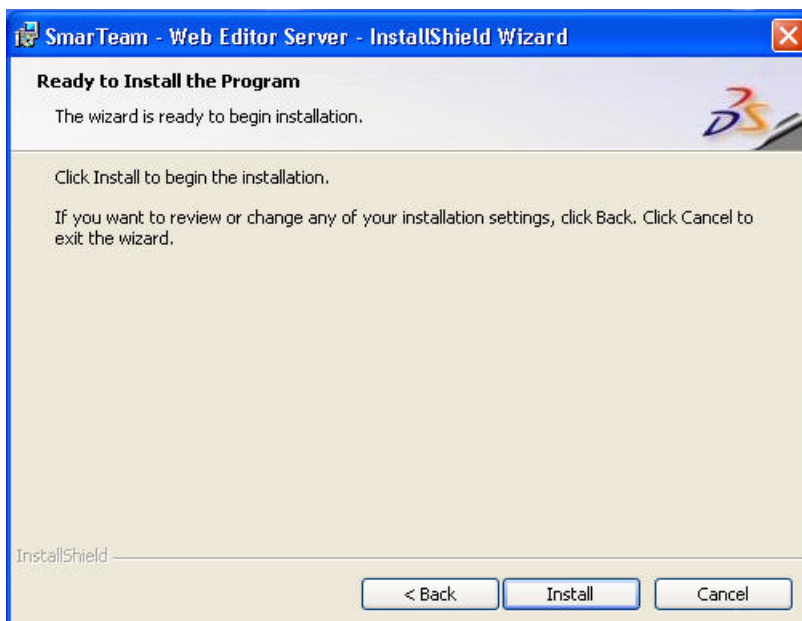 SmarTeam - Web Editor Server - InstallShield Wizard
Ready to Install the Program
The wizard is ready to begin installation.
Click Install to begin the installation.
If you want to review or change any of your installation settings, click Back. Click Cancel to
exit the wizard.
InstallShield
< Back Install Cancel